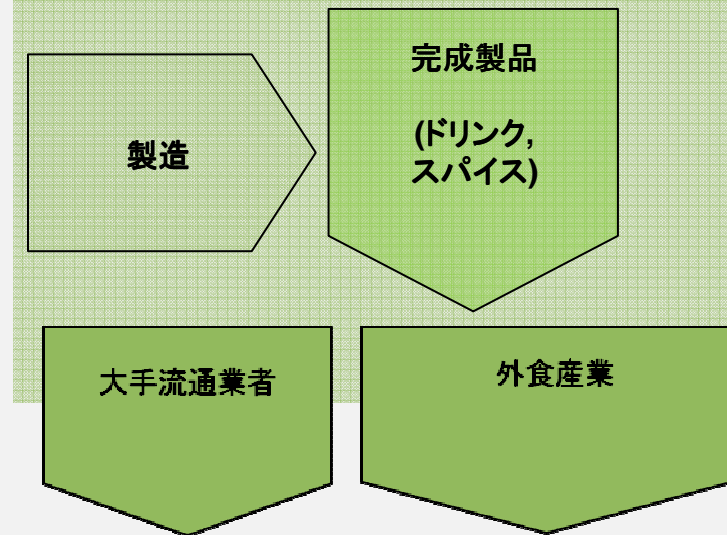 製造
完成製品
(ドリンク,
スパイス)
大手流通業者
外食産業